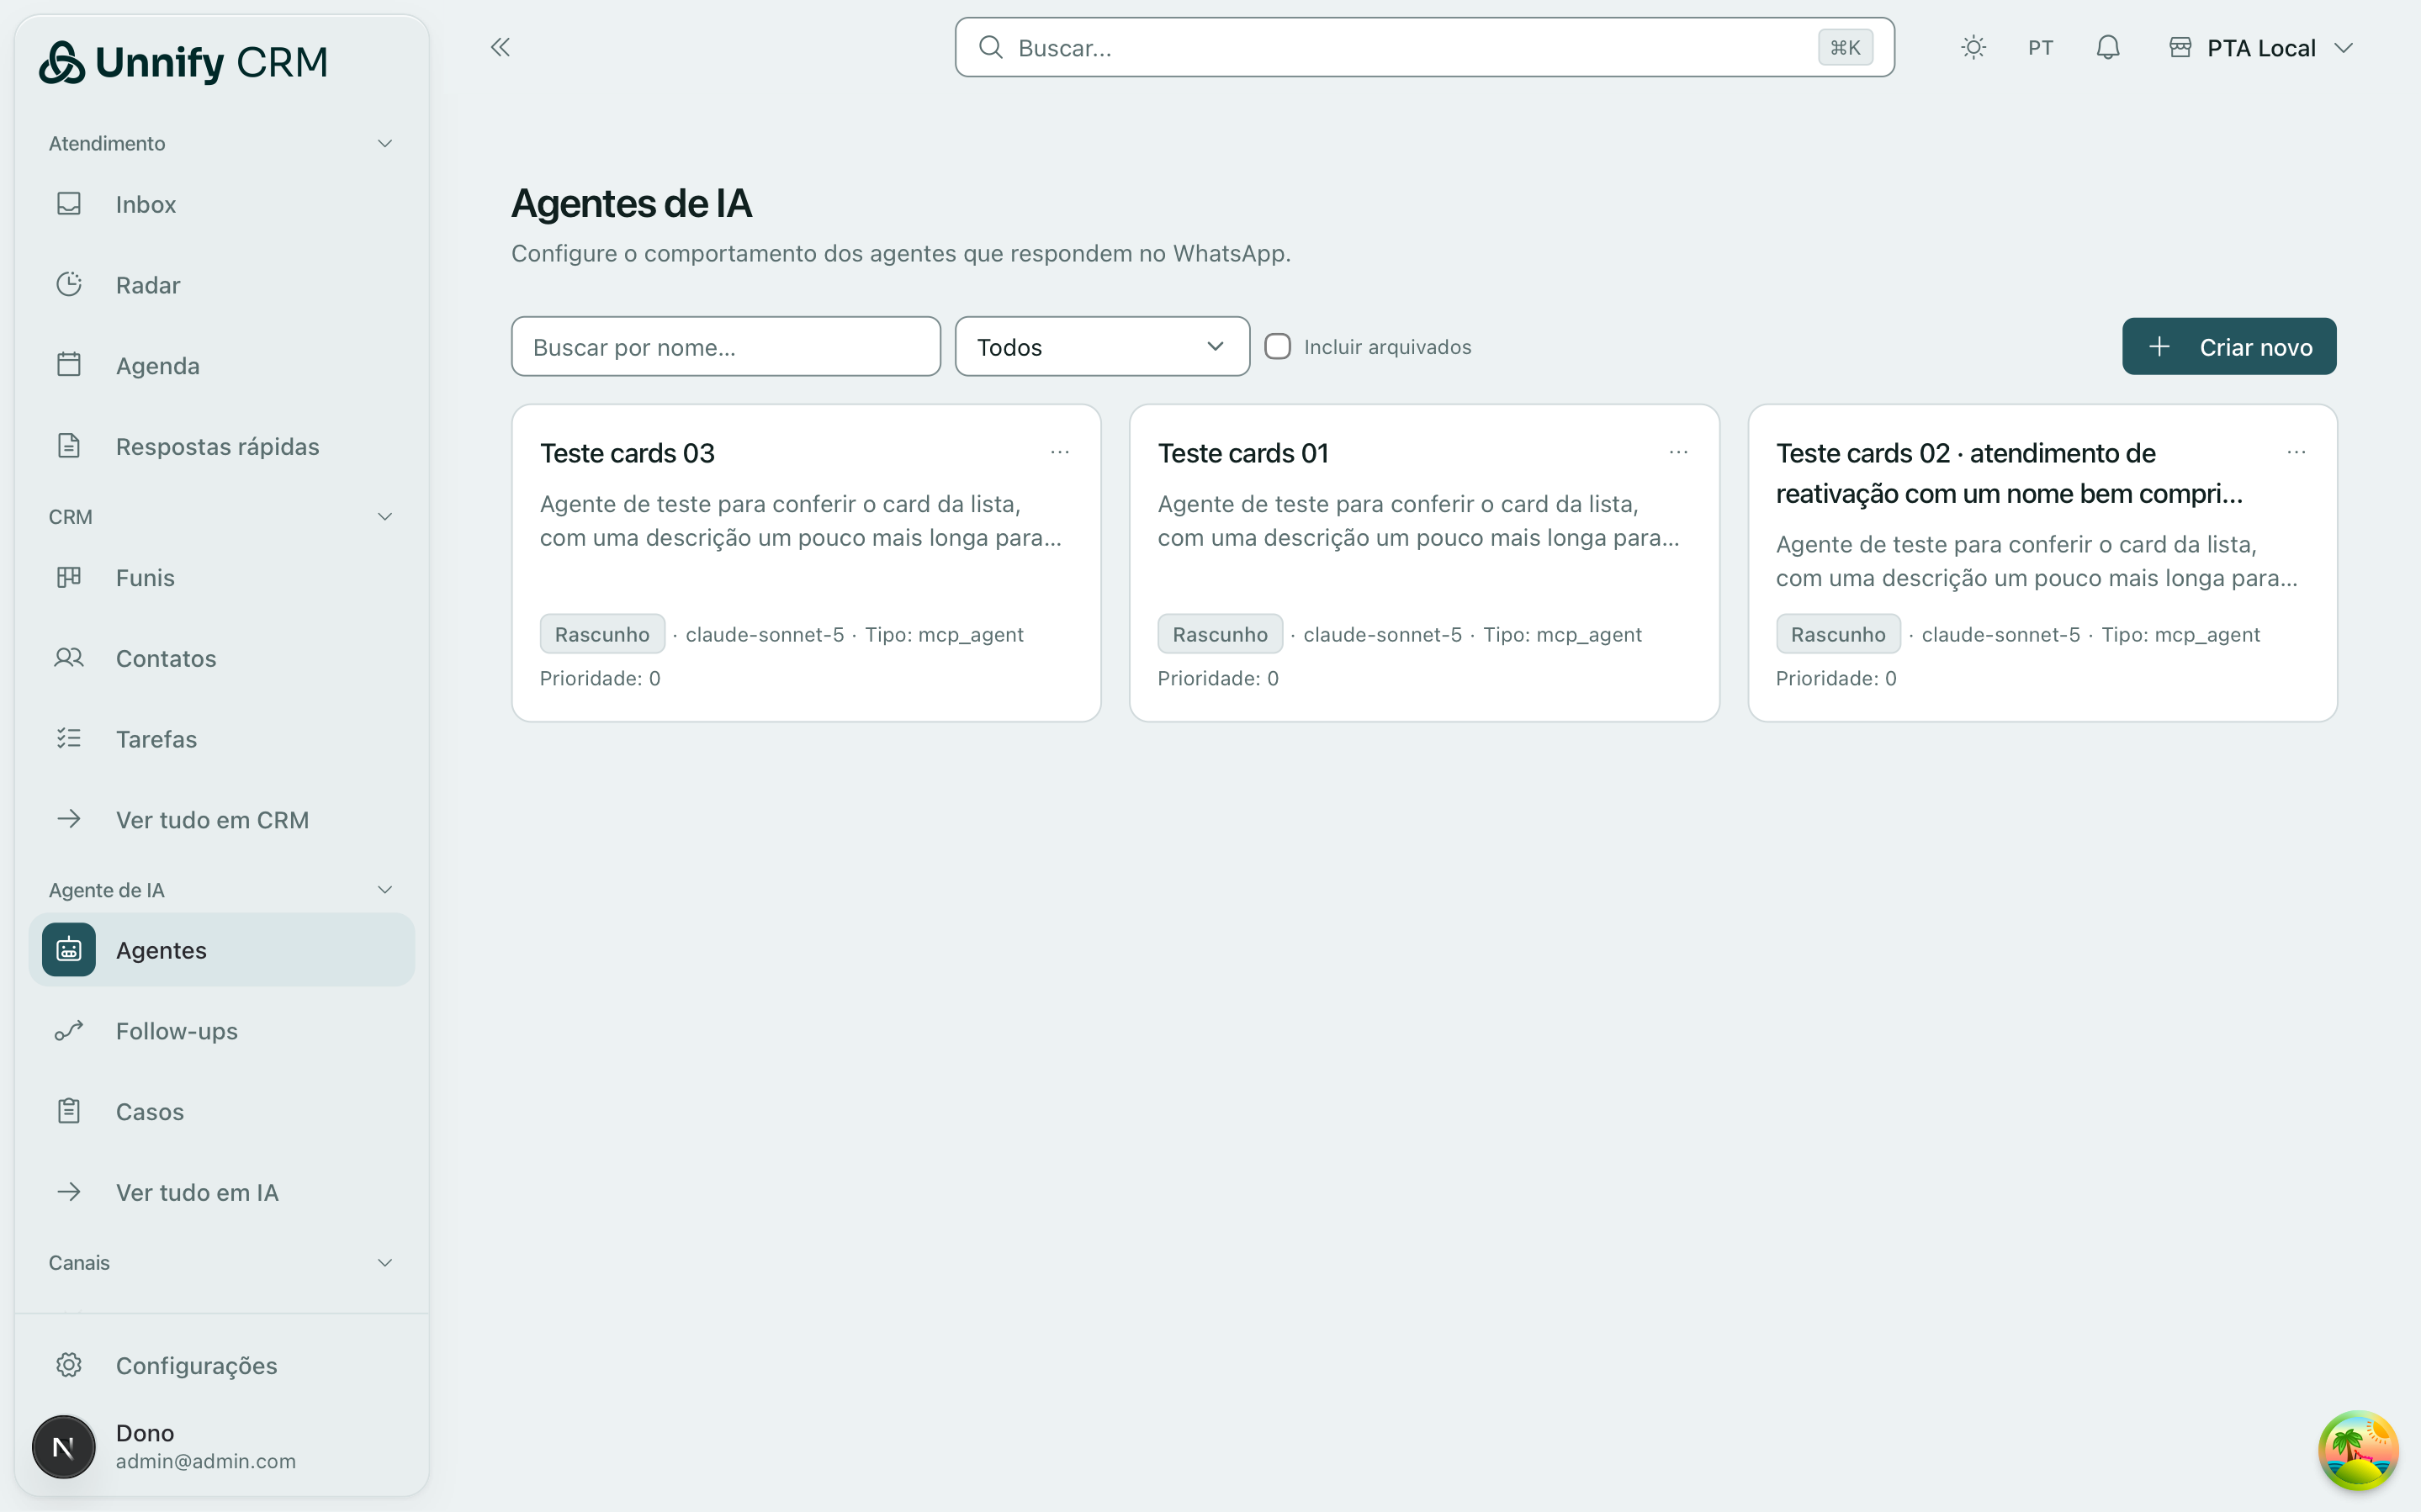 Unnify CRM
Buscar...
⌘K
PT
PTA Local
Atendimento
Inbox
Radar
Agenda
Respostas rápidas
CRM
Funis
Contatos
Tarefas
Ver tudo em CRM
Agente de IA
Agentes
Follow-ups
Casos
Ver tudo em IA
Canais
Configurações
N
Dono
admin@admin.com
Agentes de IA
Configure o comportamento dos agentes que respondem no WhatsApp.
Buscar por nome...
Todos
Incluir arquivados
Criar novo
Teste cards 03
Agente de teste para conferir o card da lista,
com uma descrição um pouco mais longa para...
Rascunho · claude-sonnet-5 · Tipo: mcp_agent
Prioridade: 0
Teste cards 01
Agente de teste para conferir o card da lista,
com uma descrição um pouco mais longa para...
Rascunho · claude-sonnet-5 · Tipo: mcp_agent
Prioridade: 0
Teste cards 02 · atendimento de
reativação com um nome bem compri...
Agente de teste para conferir o card da lista,
com uma descrição um pouco mais longa para...
Rascunho · claude-sonnet-5 · Tipo: mcp_agent
Prioridade: 0